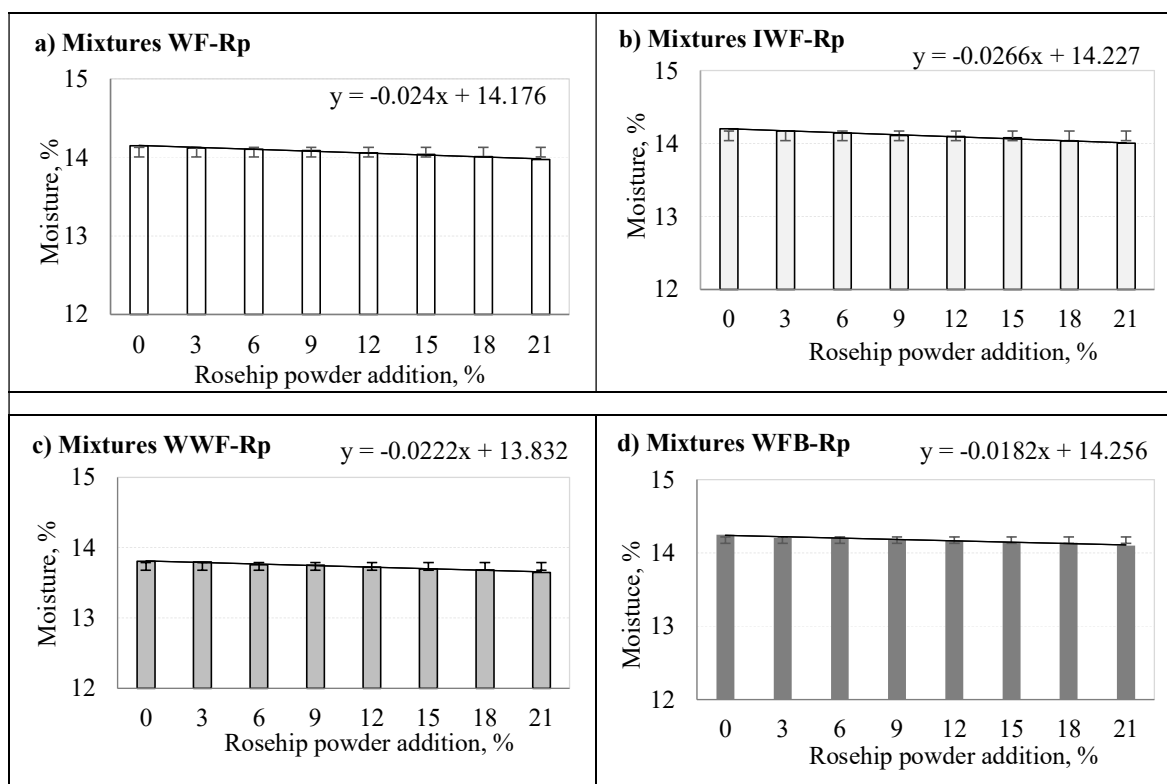 a) Mixtures WF-Rp
y = -0.024x + 14.176
15
14
13
12
Moisture, %
0 3 6 9 12 15 18 21
Rosehip powder addition, %
b) Mixtures IWF-Rp
y = -0.0266x + 14.227
15
14
13
12
Moisture, %
0 3 6 9 12 15 18 21
Rosehip powder addition, %
c) Mixtures WWF-Rp
y = -0.0222x + 13.832
15
14
13
12
Moisture, %
0 3 6 9 12 15 18 21
Rosehip powder addition, %
d) Mixtures WFB-Rp
y = -0.0182x + 14.256
15
14
13
12
Moistuce, %
0 3 6 9 12 15 18 21
Rosehip powder addition, %